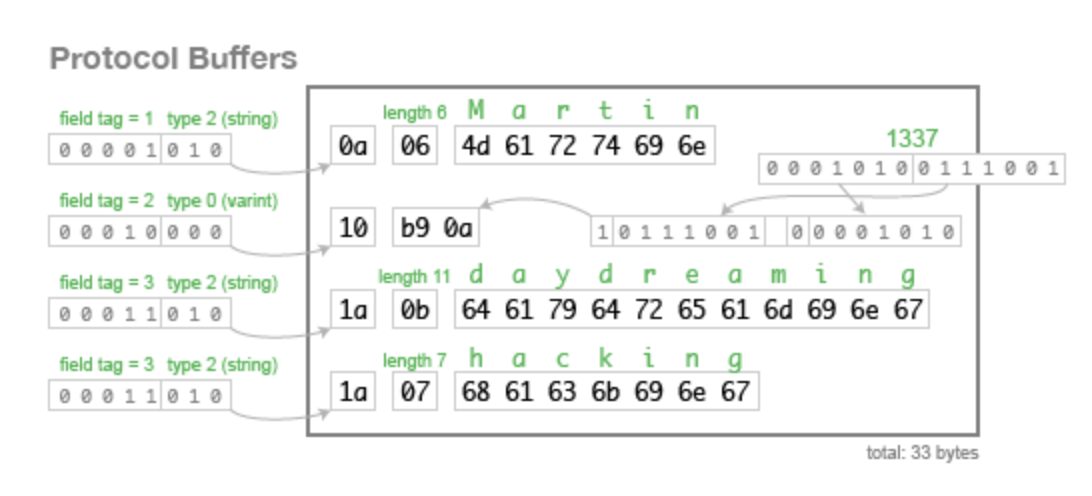 Protocol Buffers
field tag = 1 type 2 (string)
length 6 M a r t i n
0 0 0 0 1 0 1 0
0a 06 4d 61 72 74 69 6e
1337
0 0 0 1 0 1 0 0 1 1 1 0 0 1
field tag = 2 type 0 (varint)
0 0 0 1 0 0 0 0
10 b9 0a
1 0 1 1 1 0 0 1 0 0 0 0 1 0 1 0
field tag = 3 type 2 (string)
length 11 d a y d r e a m i n g
0 0 0 1 1 0 1 0
1a 0b 64 61 79 64 72 65 61 6d 69 6e 67
field tag = 3 type 2 (string)
length 7 h a c k i n g
0 0 0 1 1 0 1 0
1a 07 68 61 63 6b 69 6e 67
total: 33 bytes